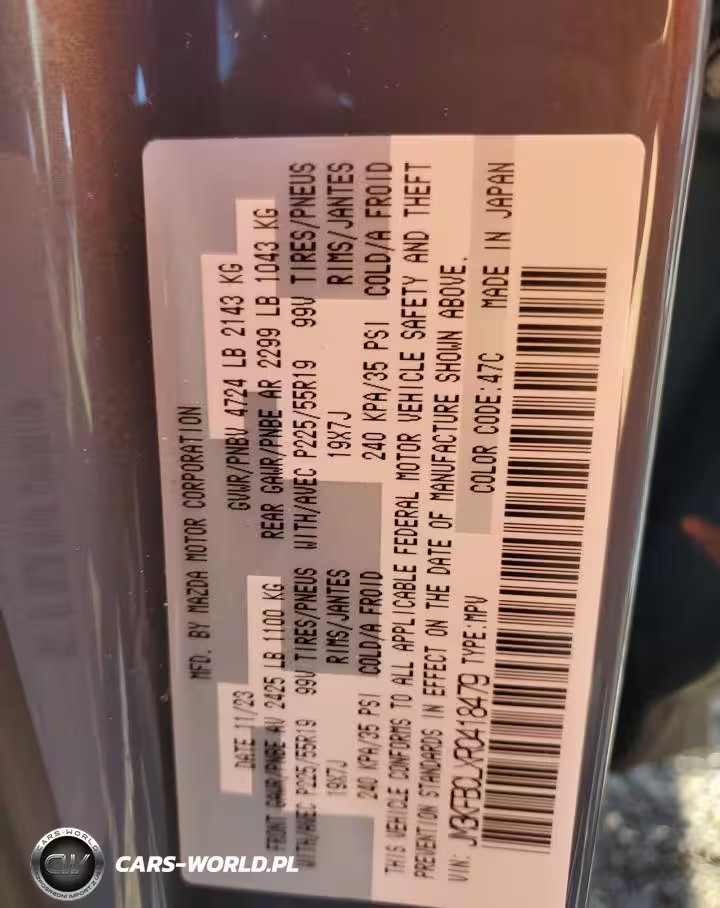 MFD. BY MAZDA MOTOR CORPORATION
DATE 11/23 GVWR/PNBV 4724 LB 2143 KG
FRONT GAWR/PNBE AV 2425 LB 1100 KG REAR GAWR/PNBE AR 2299 LB 1043 KG
WITH/AVEC P225/55R19 99V TIRES/PNEUS WITH/AVEC P225/55R19 99V TIRES/PNEUS
19X7J RIMS/JANTES 19X7J RIMS/JANTES
240 KPA/35 PSI COLD/A FROID 240 KPA/35 PSI COLD/A FROID
THIS VEHICLE CONFORMS TO ALL APPLICABLE FEDERAL MOTOR VEHICLE SAFETY AND THEFT
PREVENTION STANDARDS IN EFFECT ON THE DATE OF MANUFACTURE SHOWN ABOVE.
VIN: JM3KFBCLXR0418479 TYPE:MPV COLOR CODE:47C MADE IN JAPAN
CARS-WORLD
CW
CARS-WORLD.PL